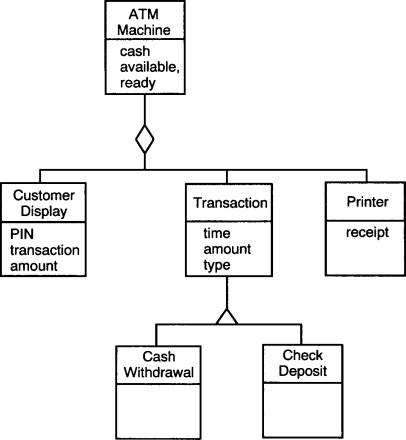 ATM
Machine
cash
available,
ready
Customer
Display
PIN
transaction
amount
Transaction
time
amount
type
Printer
receipt
Cash
Withdrawal
Check
Deposit